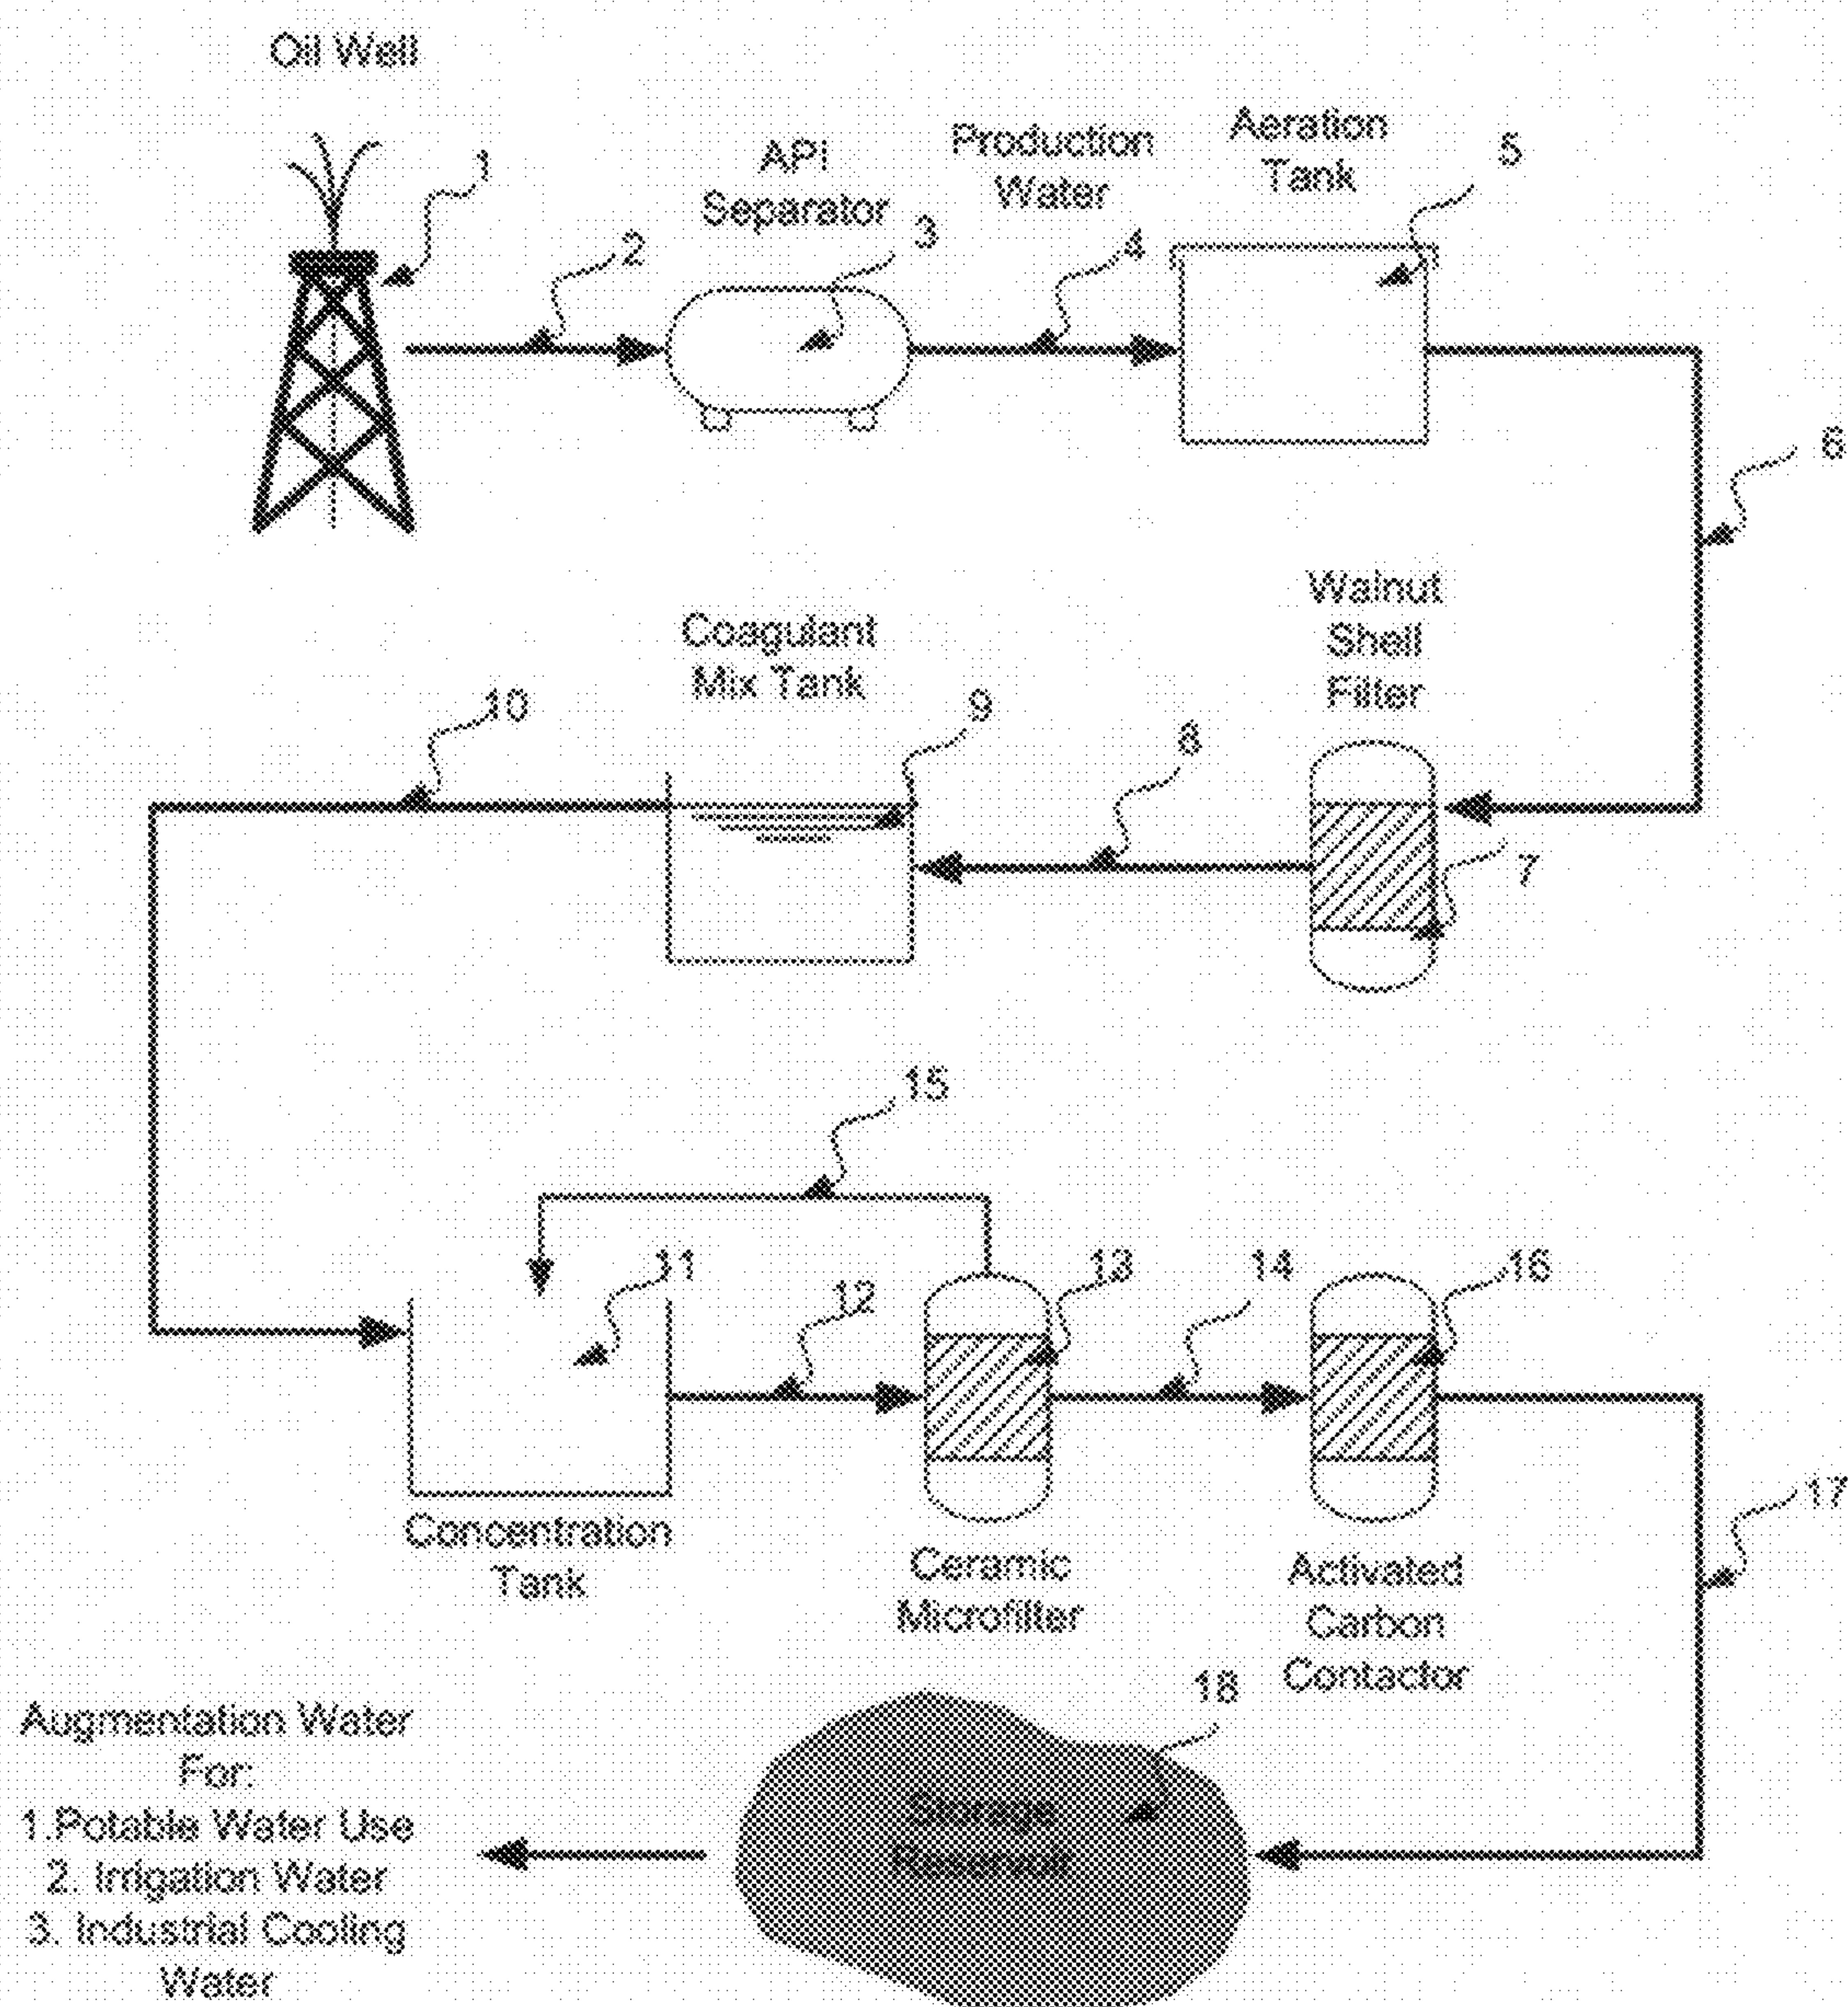 Oil Well
1
2
API
Separator
3
Production
Water
4
Aeration
Tank
5
6
Walnut
Shell
Filter
7
8
Coagulant
Mix Tank
9
10
15
11
12
13
14
16
Concentration
Tank
Ceramic
Microfilter
Activated
Carbon
Contactor
17
18
Storage
Reservoir
Augmentation Water
For:
1.Potable Water Use
2. Irrigation Water
3. Industrial Cooling
Water